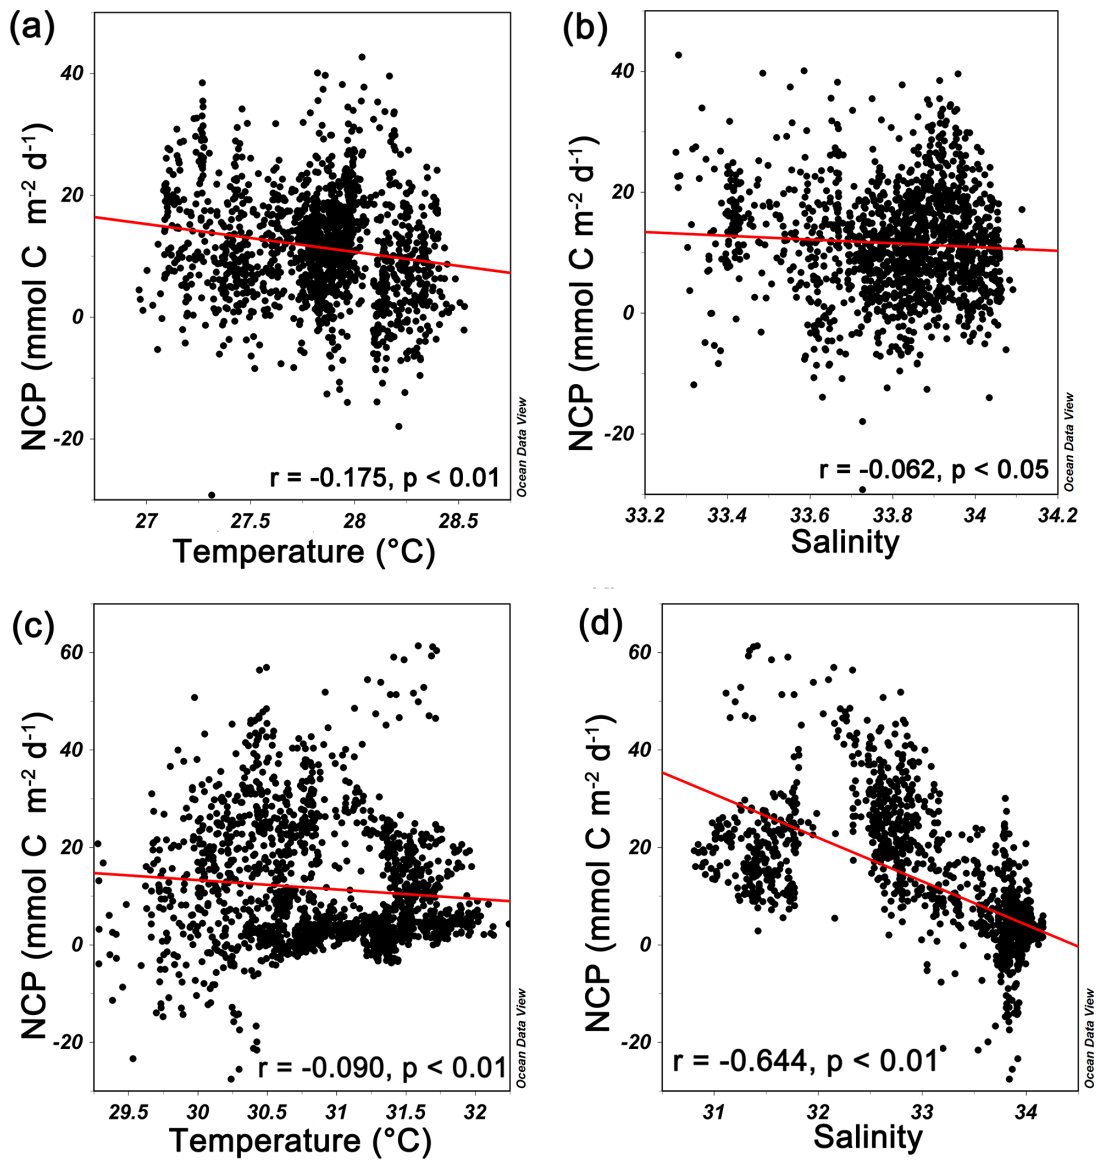 (a)
40
20
0
-20
NCP (mmol C m-2 d-1)
r = -0.175, p < 0.01
Ocean Data View
27
27.5
28
28.5
Temperature (°C)
(b)
40
20
0
-20
NCP (mmol C m-2 d-1)
r = -0.062, p < 0.05
Ocean Data View
33.2
33.4
33.6
33.8
34
34.2
Salinity
(c)
60
40
20
0
-20
NCP (mmol C m-2 d-1)
r = -0.090, p < 0.01
Ocean Data View
29.5
30
30.5
31
31.5
32
Temperature (°C)
(d)
60
40
20
0
-20
NCP (mmol C m-2 d-1)
r = -0.644, p < 0.01
Ocean Data View
31
32
33
34
Salinity